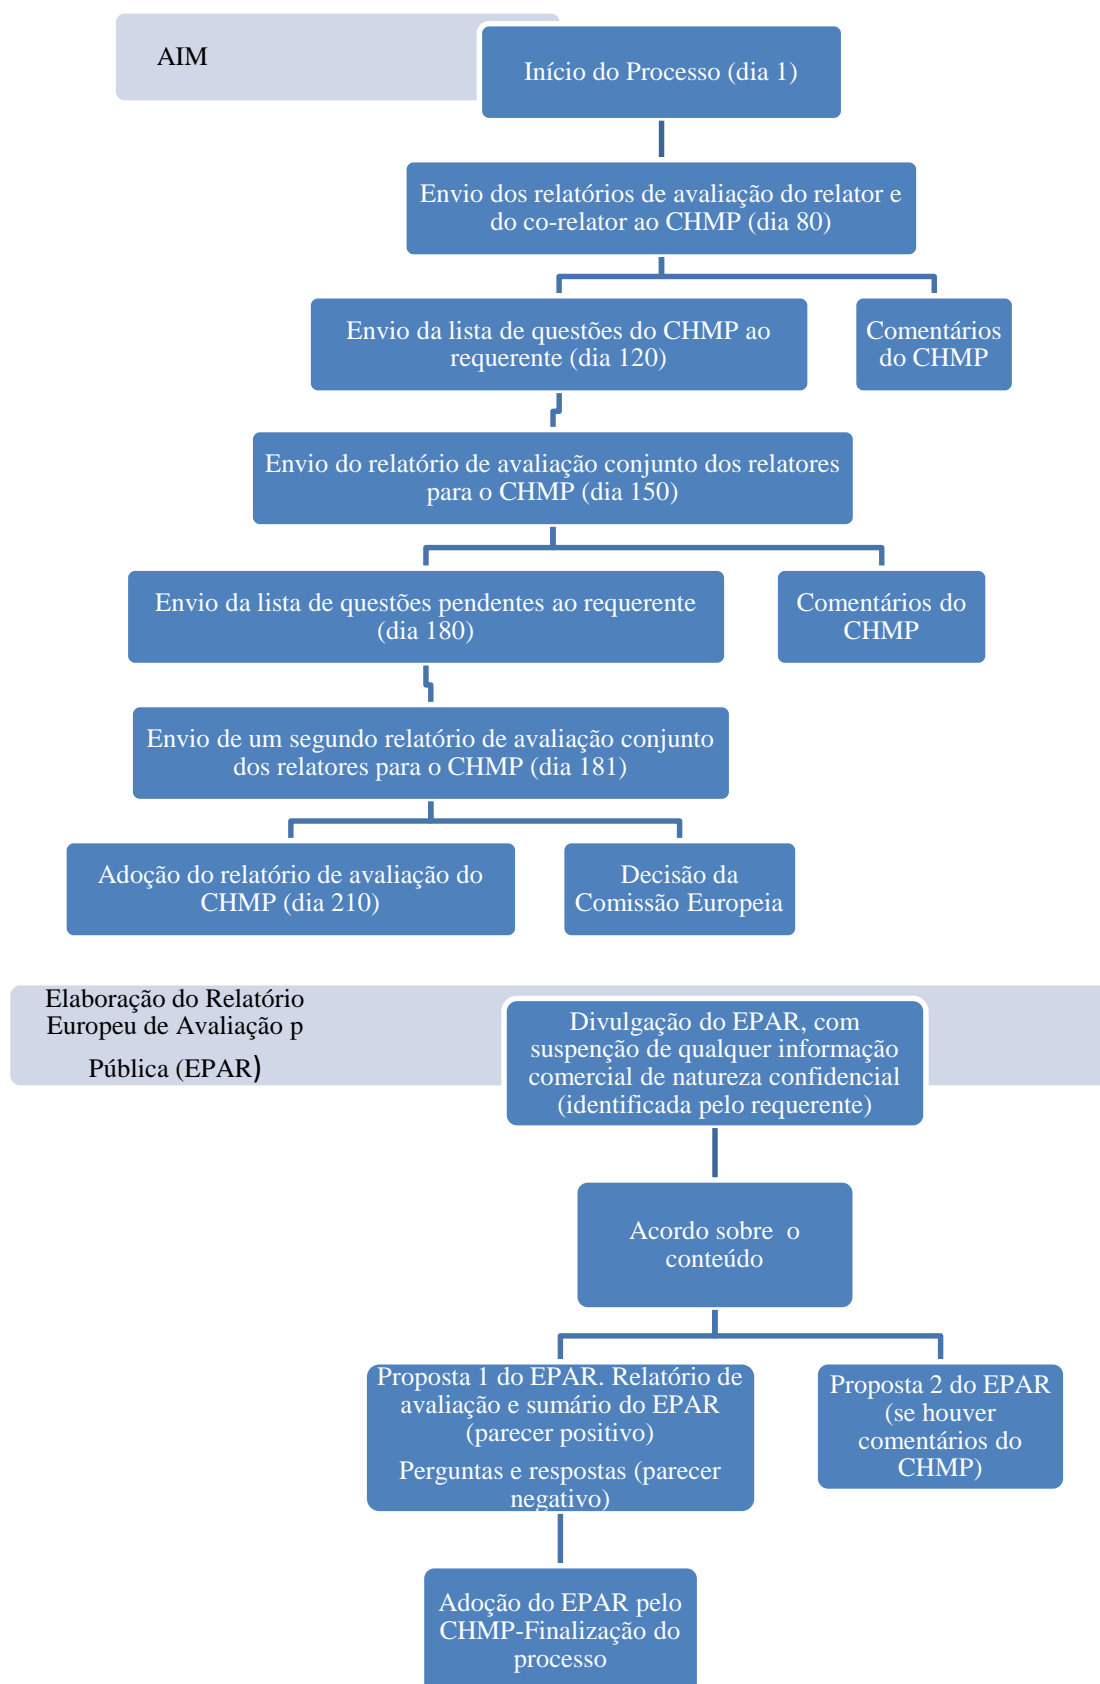 AIM
Início do Processo (dia 1)
Envio dos relatórios de avaliação do relator e
do co-relator ao CHMP (dia 80)
Envio da lista de questões do CHMP ao
requerente (dia 120)
Comentários
do CHMP
Envio do relatório de avaliação conjunto dos relatores
para o CHMP (dia 150)
Envio da lista de questões pendentes ao requerente
(dia 180)
Comentários do
CHMP
Envio de um segundo relatório de avaliação conjunto
dos relatores para o CHMP (dia 181)
Adoção do relatório de avaliação do
CHMP (dia 210)
Decisão da
Comissão Europeia
Elaboração do Relatório
Europeu de Avaliação p
Pública (EPAR)
Divulgação do EPAR, com
suspenção de qualquer informação
comercial de natureza confidencial
(identificada pelo requerente)
Acordo sobre o
conteúdo
Proposta 1 do EPAR. Relatório de
avaliação e sumário do EPAR
(parecer positivo)
Perguntas e respostas (parecer
negativo)
Proposta 2 do EPAR
(se houver
comentários do
CHMP)
Adoção do EPAR pelo
CHMP-Finalização do
processo